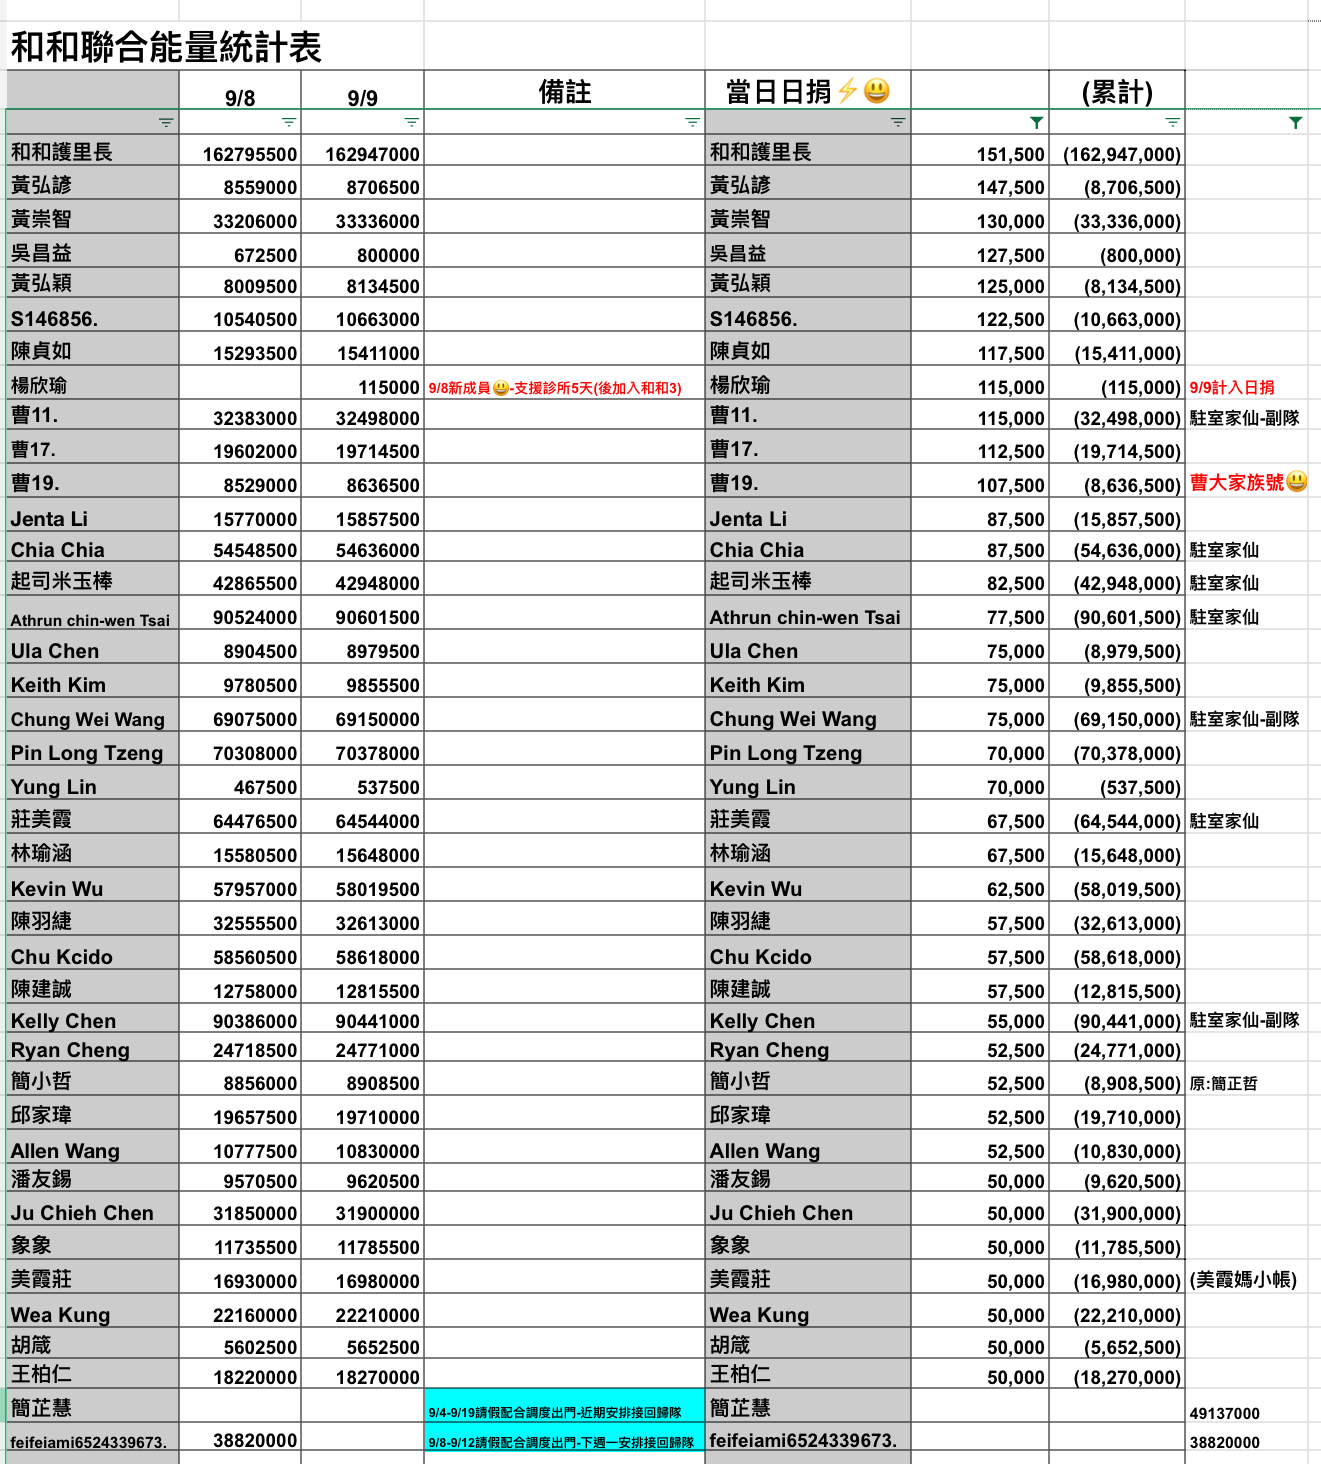 和和聯合能量統計表
9/8 9/9 備註 當日日捐⚡😃 (累計)
和和護里長 162795500 162947000 和和護里長 151,500 (162,947,000)
黃弘諺 8559000 8706500 黃弘諺 147,500 (8,706,500)
黃崇智 33206000 33336000 黃崇智 130,000 (33,336,000)
吳昌益 672500 800000 吳昌益 127,500 (800,000)
黃弘穎 8009500 8134500 黃弘穎 125,000 (8,134,500)
S146856. 10540500 10663000 S146856. 122,500 (10,663,000)
陳貞如 15293500 15411000 陳貞如 117,500 (15,411,000)
楊欣瑜 115000 9/8新成員😃-支援診所5天(後加入和和3) 楊欣瑜 115,000 (115,000) 9/9計入日捐
曹11. 32383000 32498000 曹11. 115,000 (32,498,000) 駐室家仙-副隊
曹17. 19602000 19714500 曹17. 112,500 (19,714,500)
曹19. 8529000 8636500 曹19. 107,500 (8,636,500) 曹大家族號😃
Jenta Li 15770000 15857500 Jenta Li 87,500 (15,857,500)
Chia Chia 54548500 54636000 Chia Chia 87,500 (54,636,000) 駐室家仙
起司米玉棒 42865500 42948000 起司米玉棒 82,500 (42,948,000) 駐室家仙
Athrun chin-wen Tsai 90524000 90601500 Athrun chin-wen Tsai 77,500 (90,601,500) 駐室家仙
Ula Chen 8904500 8979500 Ula Chen 75,000 (8,979,500)
Keith Kim 9780500 9855500 Keith Kim 75,000 (9,855,500)
Chung Wei Wang 69075000 69150000 Chung Wei Wang 75,000 (69,150,000) 駐室家仙-副隊
Pin Long Tzeng 70308000 70378000 Pin Long Tzeng 70,000 (70,378,000)
Yung Lin 467500 537500 Yung Lin 70,000 (537,500)
莊美霞 64476500 64544000 莊美霞 67,500 (64,544,000) 駐室家仙
林瑜涵 15580500 15648000 林瑜涵 67,500 (15,648,000)
Kevin Wu 57957000 58019500 Kevin Wu 62,500 (58,019,500)
陳羽緁 32555500 32613000 陳羽緁 57,500 (32,613,000)
Chu Kcido 58560500 58618000 Chu Kcido 57,500 (58,618,000)
陳建誠 12758000 12815500 陳建誠 57,500 (12,815,500)
Kelly Chen 90386000 90441000 Kelly Chen 55,000 (90,441,000) 駐室家仙-副隊
Ryan Cheng 24718500 24771000 Ryan Cheng 52,500 (24,771,000)
簡小哲 8856000 8908500 簡小哲 52,500 (8,908,500) 原:簡正哲
邱家瑋 19657500 19710000 邱家瑋 52,500 (19,710,000)
Allen Wang 10777500 10830000 Allen Wang 52,500 (10,830,000)
潘友錫 9570500 9620500 潘友錫 50,000 (9,620,500)
Ju Chieh Chen 31850000 31900000 Ju Chieh Chen 50,000 (31,900,000)
象象 11735500 11785500 象象 50,000 (11,785,500)
美霞莊 16930000 16980000 美霞莊 50,000 (16,980,000) (美霞媽小帳)
Wea Kung 22160000 22210000 Wea Kung 50,000 (22,210,000)
胡箴 5602500 5652500 胡箴 50,000 (5,652,500)
王柏仁 18220000 18270000 王柏仁 50,000 (18,270,000)
簡芷慧 9/4-9/19請假配合調度出門-近期安排接回歸隊 簡芷慧 49137000
feifeiami6524339673. 38820000 9/8-9/12請假配合調度出門-下週一安排接回歸隊 feifeiami6524339673. 38820000